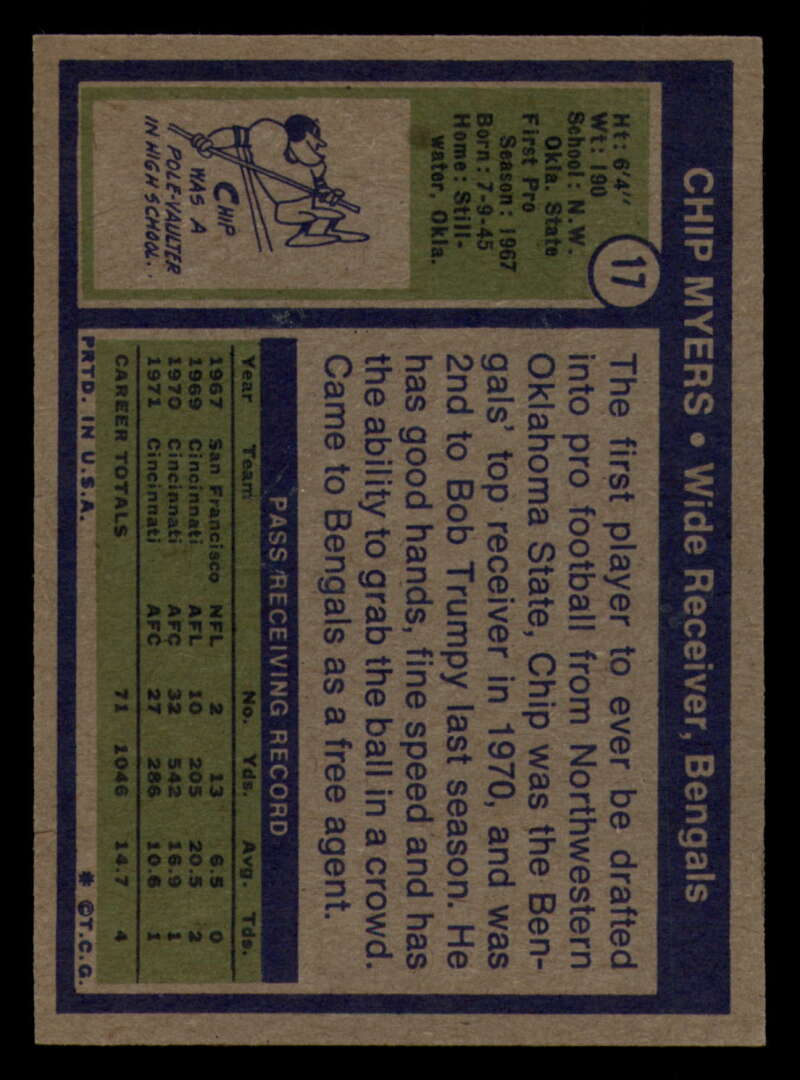 CHIP MYERS • Wide Receiver, Bengals
17
Ht: 6'4"
Wt: 190
School: N.W.
Okla. State
First Pro
Season: 1967
Born: 7-9-45
Home: Still-
water, Okla.
CHIP
WAS A
POLE-VAULTER
IN HIGH SCHOOL.
The first player to ever be drafted
into pro football from Northwestern
Oklahoma State, Chip was the Ben-
gals' top receiver in 1970, and was
2nd to Bob Trumpy last season. He
has good hands, fine speed and has
the ability to grab the ball in a crowd.
Came to Bengals as a free agent.
PASS RECEIVING RECORD
Year Team No. Yds. Avg. Tds.
1967 San Francisco NFL 2 13 6.5 0
1969 Cincinnati AFL 10 205 20.5 2
1970 Cincinnati AFC 32 542 16.9 1
1971 Cincinnati AFC 27 286 10.6 1
CAREER TOTALS 71 1046 14.7 4
PRTD. IN U.S.A. * ©T.C.G.